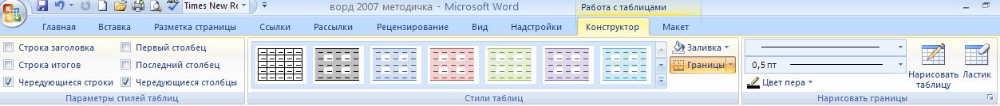 Times New Ro
ворд 2007 методичка - Microsoft Word
Работа с таблицами
Главная Вставка Разметка страницы Ссылки Рассылки Рецензирование Вид Надстройки Конструктор Макет
Строка заголовка Первый столбец
Строка итогов Последний столбец
Чередующиеся строки Чередующиеся столбцы
Параметры стилей таблиц
Заливка
Границы
Стили таблиц
0,5 пт
Цвет пера
Нарисовать таблицу
Ластик
Нарисовать границы